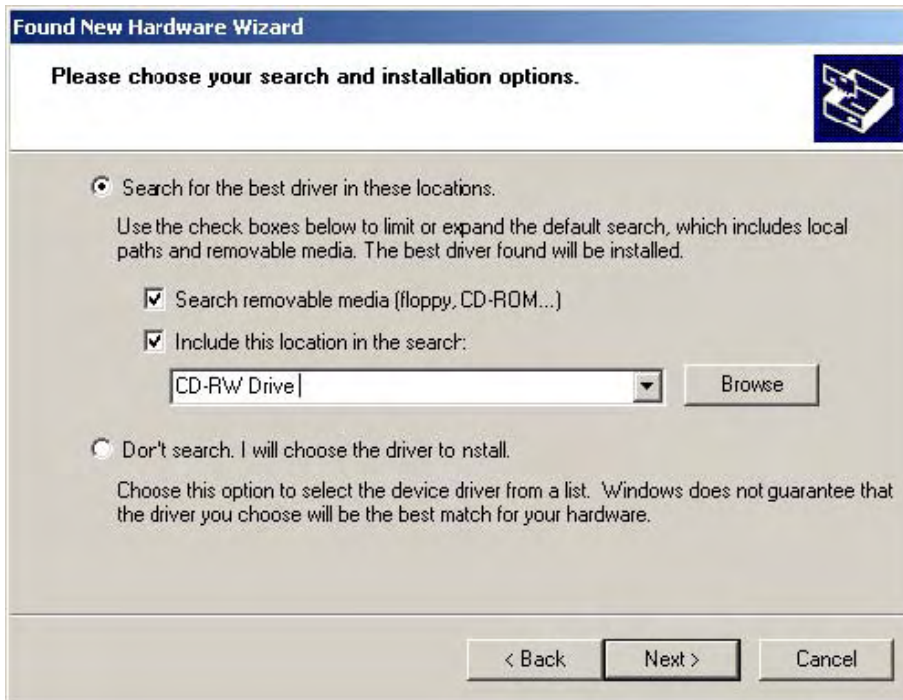 Found New Hardware Wizard
Please choose your search and installation options.
Search for the best driver in these locations.
Use the check boxes below to limit or expand the default search, which includes local
paths and removable media. The best driver found will be installed.
Search removable media (floppy, CD-ROM...)
Include this location in the search:
CD-RW Drive
Browse
Don't search. I will choose the driver to nstall.
Choose this option to select the device driver from a list. Windows does not guarantee that
the driver you choose will be the best match for your hardware.
< Back
Next >
Cancel